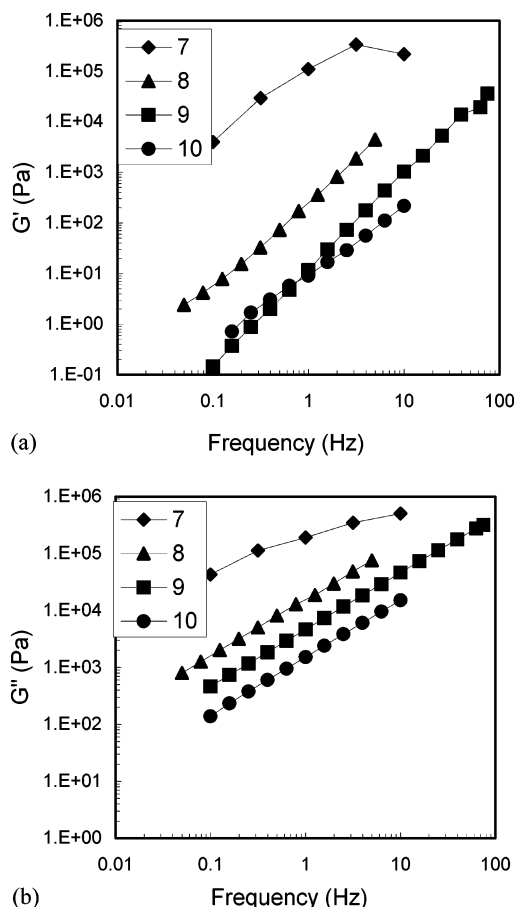 1.E+06
1.E+05
1.E+04
1.E+03
1.E+02
1.E+01
1.E+00
1.E-01
G' (Pa)
7
8
9
10
0.01 0.1 1 10 100
(a) Frequency (Hz)
1.E+06
1.E+05
1.E+04
1.E+03
1.E+02
1.E+01
1.E+00
G'' (Pa)
7
8
9
10
0.01 0.1 1 10 100
(b) Frequency (Hz)